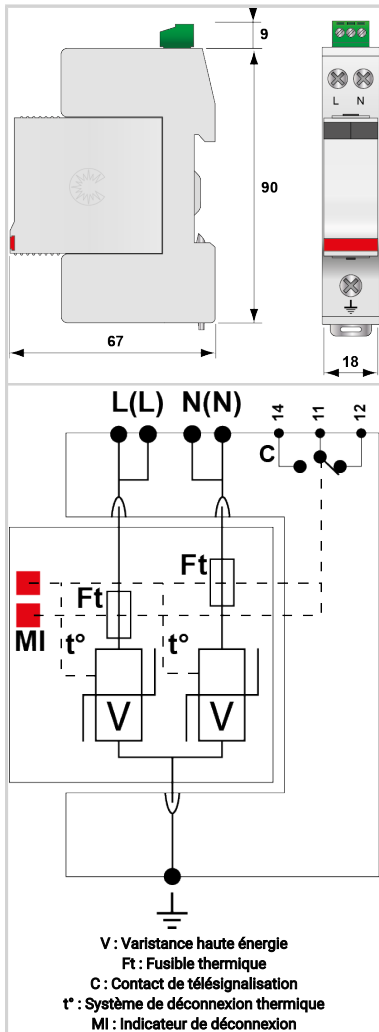 9
L N
90
67
18
L(L) N(N)
14 11 12
C
Ft
Ft
MI
t° t°
V V
V : Varistance haute énergie
Ft : Fusible thermique
C : Contact de télésignalisation
t° : Système de déconnexion thermique
MI : Indicateur de déconnexion